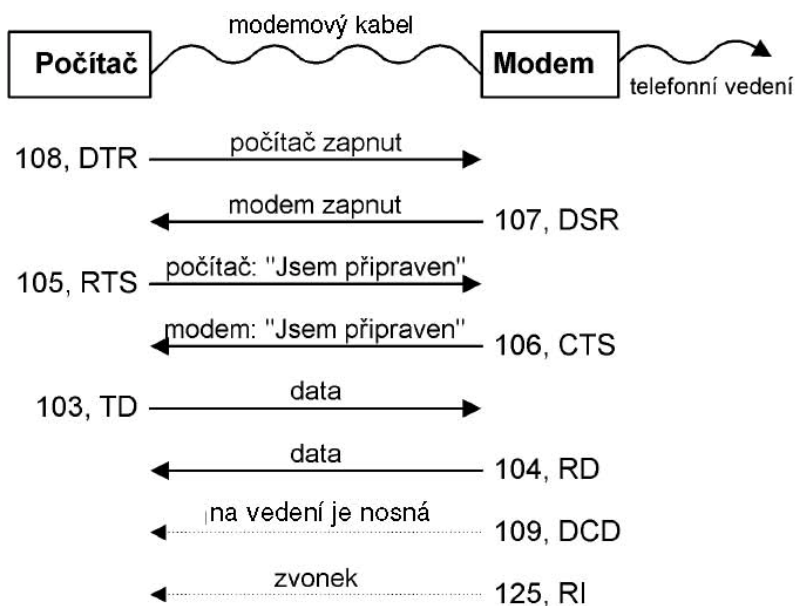 modemový kabel
Počítač
Modem
telefonní vedení
108, DTR
počítač zapnut
modem zapnut
107, DSR
105, RTS
počítač: "Jsem připraven"
modem: "Jsem připraven"
106, CTS
103, TD
data
data
104, RD
na vedení je nosná
109, DCD
zvonek
125, RI